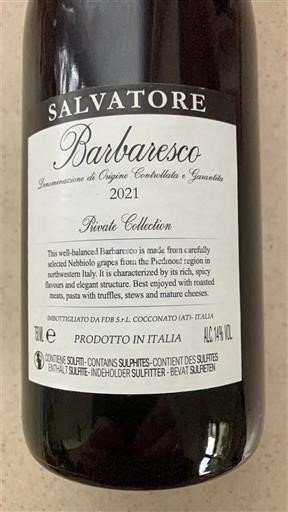 SALVATORE
Barbaresco
Denominazione di Origine Controllata e Garantita
2021
Private Collection
This well-balanced Barbaresco is made from carefully
selected Nebbiolo grapes from the Piedmont region in
northwestern Italy. It is characterized by its rich, spicy
flavours and elegant structure. Best enjoyed with roasted
meats, pasta with truffles, stews and mature cheeses.
IMBOTTIGLIATO DA FDB S.r.L. COCCONATO (AT)- ITALIA
750 ML e PRODOTTO IN ITALIA ALC. 14% VOL
CONTIENE SOLFITI - CONTAINS SULPHITES - CONTIENT DES SULFITES
ENTHALT SULFITE - INDEHOLDER SULFITTER - BEVAT SULFIETEN